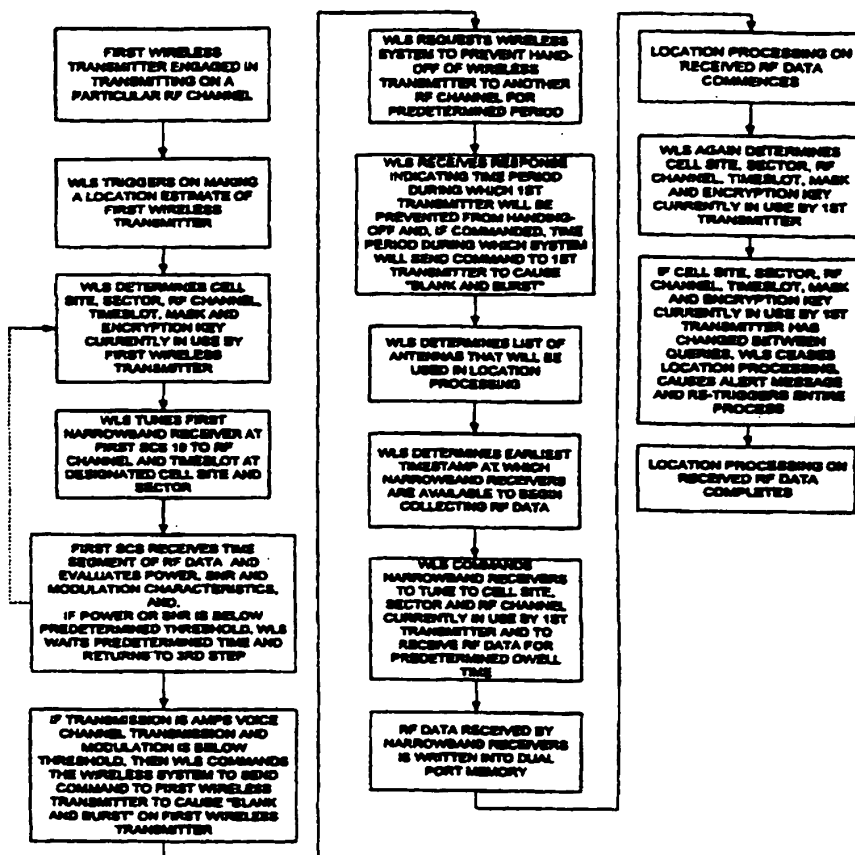 FIRST WIRELESS
TRANSMITTER ENGAGED IN
TRANSMITTING ON A
PARTICULAR RF CHANNEL
WLS TRIGGERS ON MAKING
A LOCATION ESTIMATE OF
FIRST WIRELESS
TRANSMITTER
WLS DETERMINES CELL
SITE, SECTOR, RF CHANNEL,
TIMESLOT, MASK AND
ENCRYPTION KEY
CURRENTLY IN USE BY
FIRST WIRELESS
TRANSMITTER
WLS TUNES FIRST
NARROWBAND RECEIVER AT
FIRST SCS 10 TO RF
CHANNEL AND TIMESLOT AT
DESIGNATED CELL SITE AND
SECTOR
FIRST SCS RECEIVES TIME
SEGMENT OF RF DATA AND
EVALUATES POWER, SNR AND
MODULATION CHARACTERISTICS,
AND,
IF POWER OR SNR IS BELOW
PREDETERMINED THRESHOLD, WLS
WAITS PREDETERMINED TIME AND
RETURNS TO 3RD STEP
IF TRANSMISSION IS AMPS VOICE
CHANNEL TRANSMISSION AND
MODULATION IS BELOW
THRESHOLD, THEN WLS COMMANDS
THE WIRELESS SYSTEM TO SEND
COMMAND TO FIRST WIRELESS
TRANSMITTER TO CAUSE "BLANK
AND BURST" ON FIRST WIRELESS
TRANSMITTER
WLS REQUESTS WIRELESS
SYSTEM TO PREVENT HAND-
OFF OF WIRELESS
TRANSMITTER TO ANOTHER
RF CHANNEL FOR
PREDETERMINED PERIOD
WLS RECEIVES RESPONSE
INDICATING TIME PERIOD
DURING WHICH 1ST
TRANSMITTER WILL BE
PREVENTED FROM HANDING-
OFF AND, IF COMMANDED, TIME
PERIOD DURING WHICH SYSTEM
WILL SEND COMMAND TO 1ST
TRANSMITTER TO CAUSE
"BLANK AND BURST"
WLS DETERMINES LIST OF
ANTENNAS THAT WILL BE
USED IN LOCATION
PROCESSING
WLS DETERMINES EARLIEST
TIMESTAMP AT WHICH
NARROWBAND RECEIVERS
ARE AVAILABLE TO BEGIN
COLLECTING RF DATA
WLS COMMANDS
NARROWBAND RECEIVERS
TO TUNE TO CELL SITE,
SECTOR AND RF CHANNEL
CURRENTLY IN USE BY 1ST
TRANSMITTER AND TO
RECEIVE RF DATA FOR
PREDETERMINED DWELL
TIME
RF DATA RECEIVED BY
NARROWBAND RECEIVERS
IS WRITTEN INTO DUAL
PORT MEMORY
LOCATION PROCESSING ON
RECEIVED RF DATA
COMMENCES
WLS AGAIN DETERMINES
CELL SITE, SECTOR, RF
CHANNEL, TIMESLOT, MASK
AND ENCRYPTION KEY
CURRENTLY IN USE BY 1ST
TRANSMITTER
IF CELL SITE, SECTOR, RF
CHANNEL, TIMESLOT, MASK
AND ENCRYPTION KEY
CURRENTLY IN USE BY 1ST
TRANSMITTER HAS
CHANGED BETWEEN
QUERIES, WLS CEASES
LOCATION PROCESSING,
CAUSES ALERT MESSAGE
AND RE-TRIGGERS ENTIRE
PROCESS
LOCATION PROCESSING ON
RECEIVED RF DATA
COMPLETES